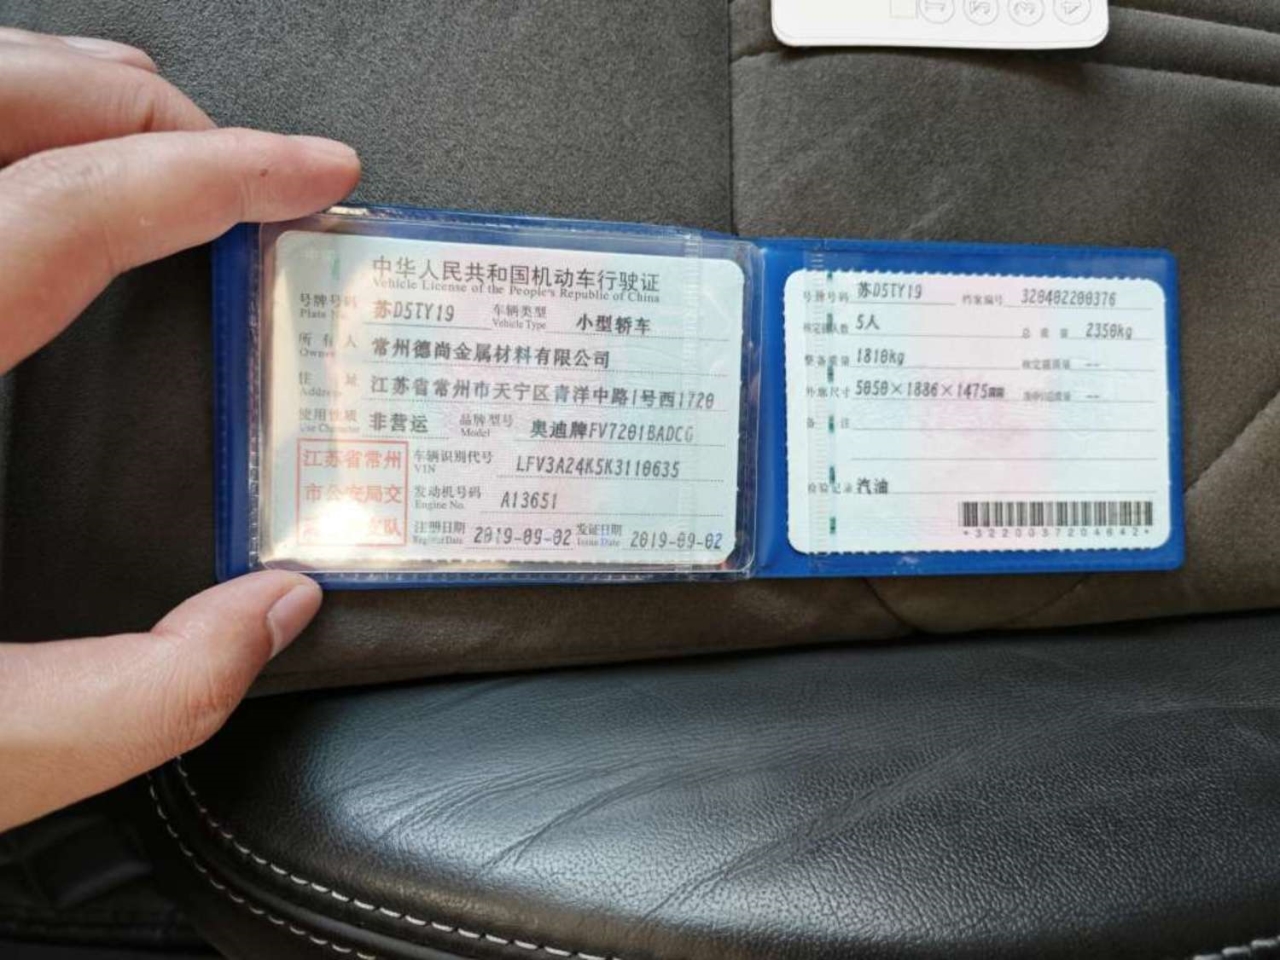 中华人民共和国机动车行驶证
Vehicle License of the People's Republic of China
号牌号码 苏D5TY19 车辆类型 小型轿车
Plate No. Vehicle Type
所有人 常州德尚金属材料有限公司
Owner
住址 江苏省常州市天宁区青洋中路1号西1720
Address
使用性质 非营运 品牌型号 奥迪牌FV7201BADCG
Use Character Model
江苏省常州
市公安局交
车辆识别代号 LFV3A24K5K3110635
VIN
发动机号码 A13651
Engine No.
注册日期 2019-09-02 发证日期 2019-09-02
Register Date Issue Date
号牌号码 苏D5TY19 档案编号 320402200376
核定载人数 5人 总质量 2350kg
整备质量 1810kg 核定载质量 --
外廓尺寸 5050×1886×1475mm --
备注
检验记录 汽油
*3220037204642*